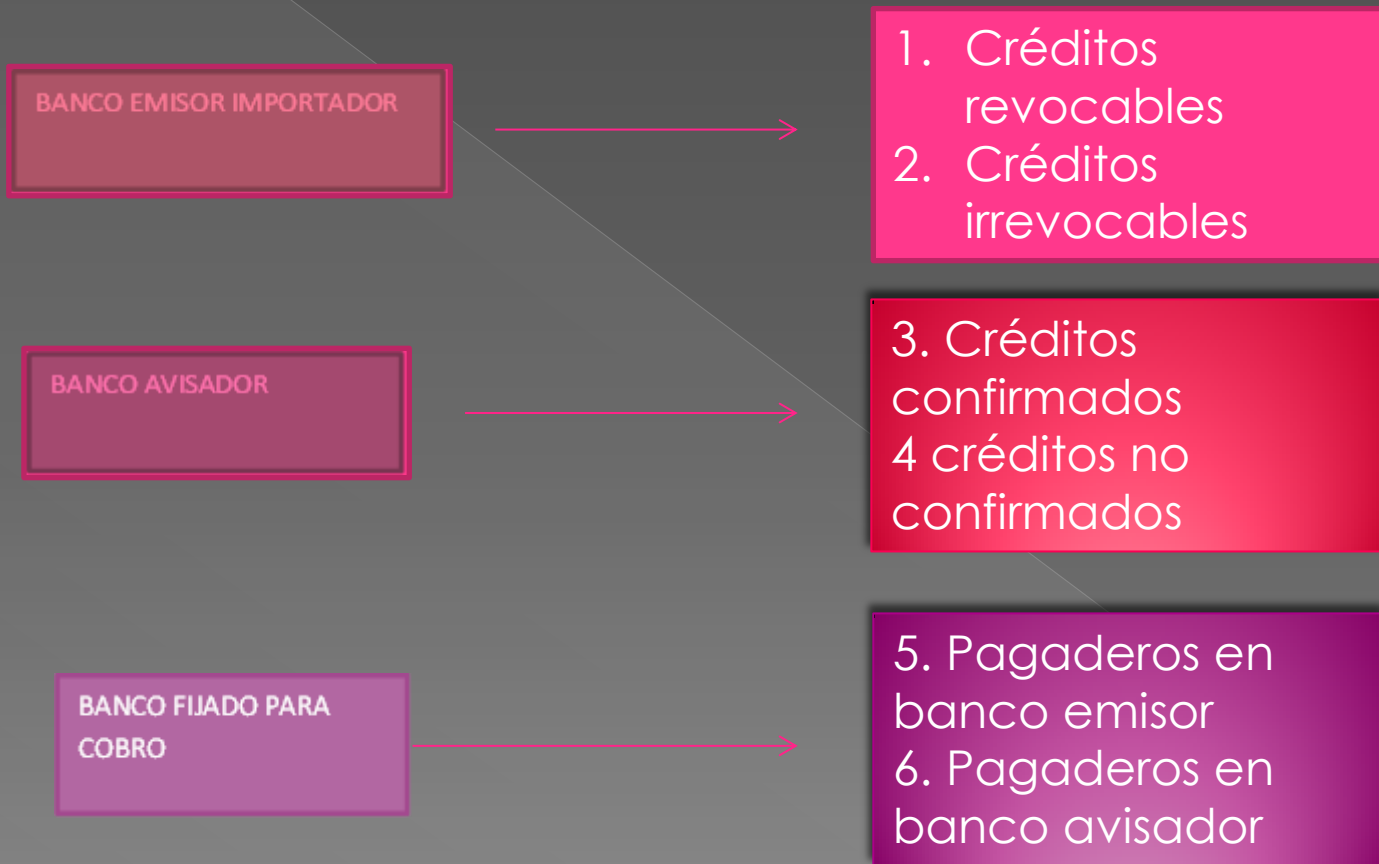 BANCO EMISOR IMPORTADOR
1. Créditos
revocables
2. Créditos
irrevocables
BANCO AVISADOR
3. Créditos
confirmados
4 créditos no
confirmados
BANCO FIJADO PARA
COBRO
5. Pagaderos en
banco emisor
6. Pagaderos en
banco avisador